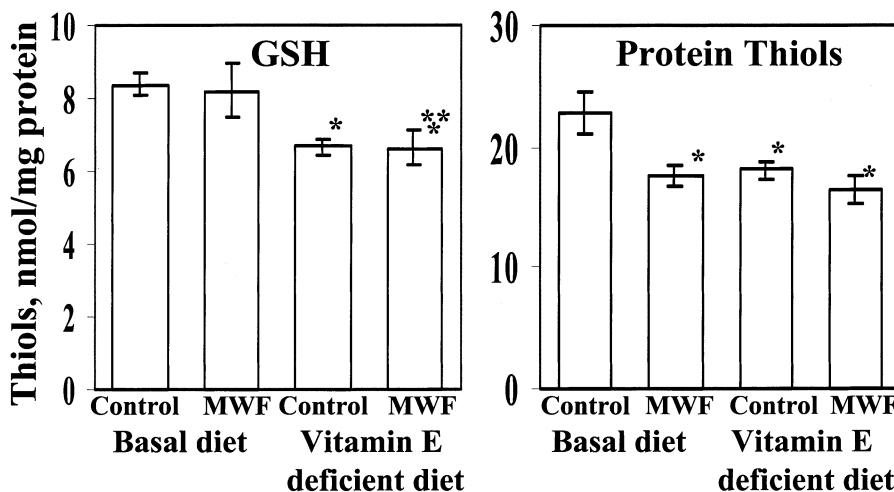 Thiols, nmol/mg protein
GSH
10
8
6
4
2
0
*
**
*
Control MWF Control MWF
Basal diet
Vitamin E
deficient diet
Protein Thiols
30
20
10
0
*
*
*
Control MWF Control MWF
Basal diet
Vitamin E
deficient diet